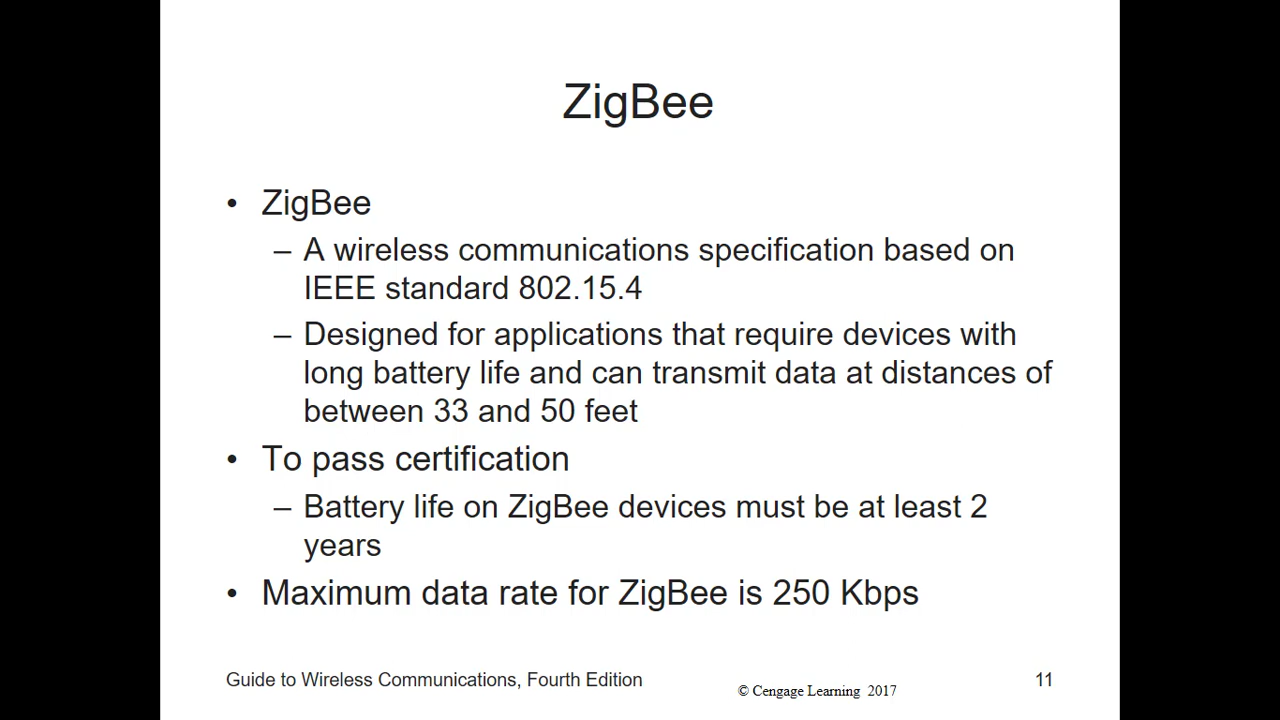 ZigBee
• ZigBee
– A wireless communications specification based on
IEEE standard 802.15.4
– Designed for applications that require devices with
long battery life and can transmit data at distances of
between 33 and 50 feet
• To pass certification
– Battery life on ZigBee devices must be at least 2
years
• Maximum data rate for ZigBee is 250 Kbps
Guide to Wireless Communications, Fourth Edition
© Cengage Learning 2017
11